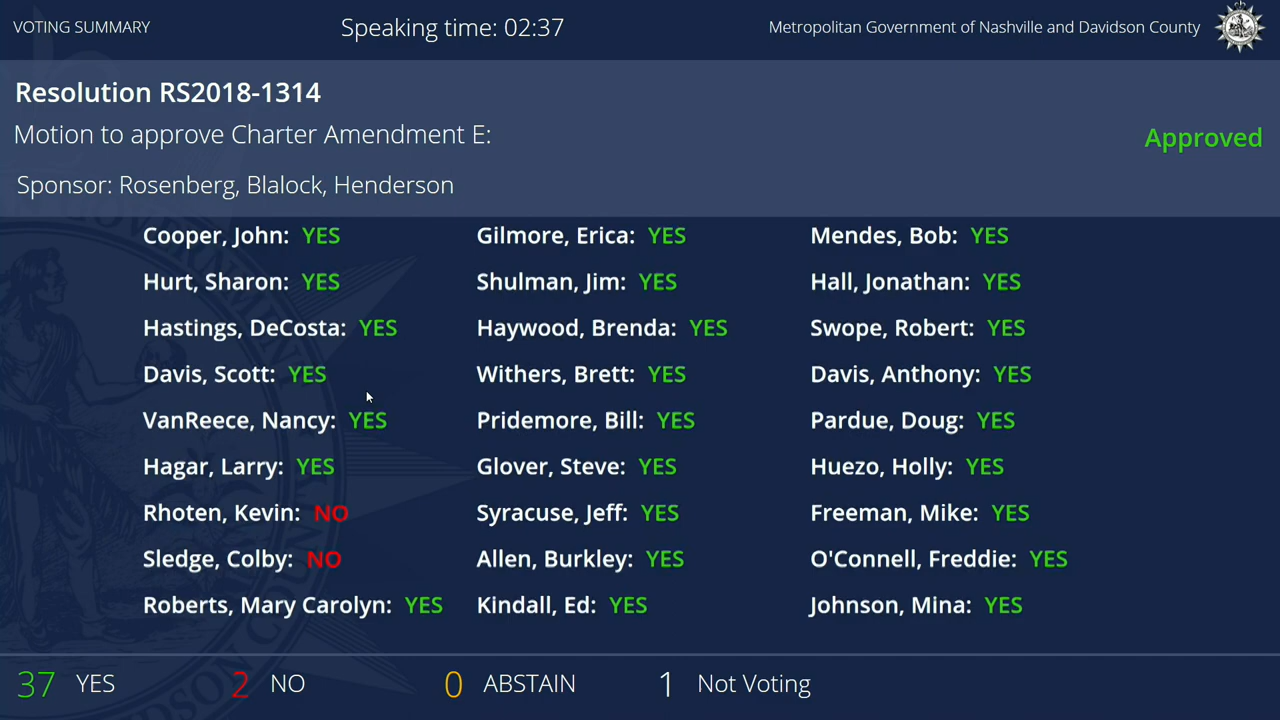 VOTING SUMMARY Speaking time: 02:37 Metropolitan Government of Nashville and Davidson County
Resolution RS2018-1314
Motion to approve Charter Amendment E:
Approved
Sponsor: Rosenberg, Blalock, Henderson
Cooper, John: YES Gilmore, Erica: YES Mendes, Bob: YES
Hurt, Sharon: YES Shulman, Jim: YES Hall, Jonathan: YES
Hastings, DeCosta: YES Haywood, Brenda: YES Swope, Robert: YES
Davis, Scott: YES Withers, Brett: YES Davis, Anthony: YES
VanReece, Nancy: YES Pridemore, Bill: YES Pardue, Doug: YES
Hagar, Larry: YES Glover, Steve: YES Huezo, Holly: YES
Rhoten, Kevin: NO Syracuse, Jeff: YES Freeman, Mike: YES
Sledge, Colby: NO Allen, Burkley: YES O'Connell, Freddie: YES
Roberts, Mary Carolyn: YES Kindall, Ed: YES Johnson, Mina: YES
37 YES 2 NO 0 ABSTAIN 1 Not Voting